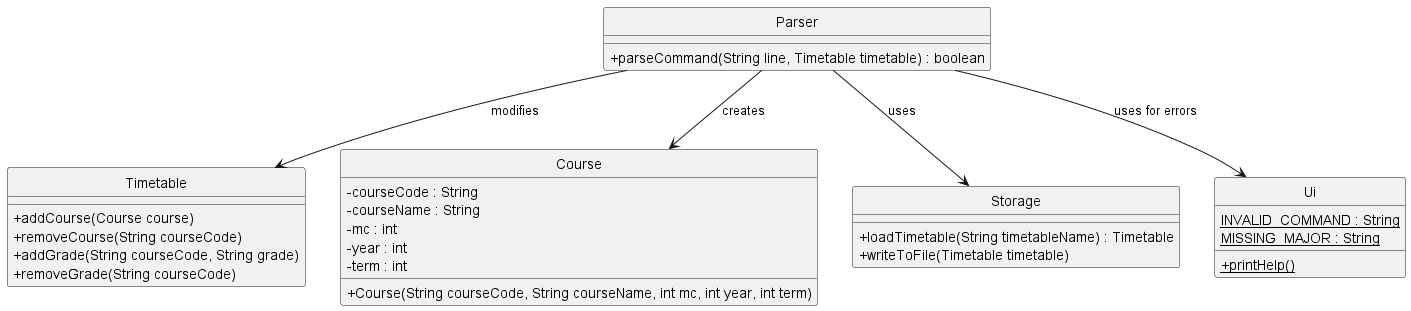 Parser
+parseCommand(String line, Timetable timetable) : boolean
modifies
creates
uses
uses for errors
Timetable
+addCourse(Course course)
+removeCourse(String courseCode)
+addGrade(String courseCode, String grade)
+removeGrade(String courseCode)
Course
-courseCode : String
-courseName : String
-mc : int
-year : int
-term : int
+Course(String courseCode, String courseName, int mc, int year, int term)
Storage
+loadTimetable(String timetableName) : Timetable
+writeToFile(Timetable timetable)
Ui
INVALID_COMMAND : String
MISSING_MAJOR : String
+printHelp()